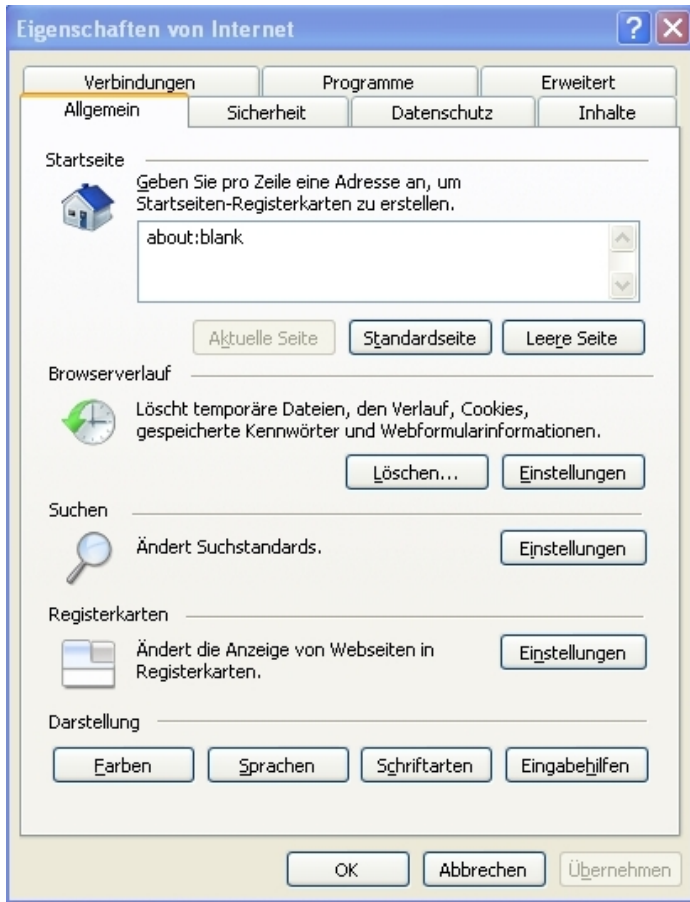 Eigenschaften von Internet
Verbindungen Programme Erweitert
Allgemein Sicherheit Datenschutz Inhalte
Startseite
Geben Sie pro Zeile eine Adresse an, um
Startseiten-Registerkarten zu erstellen.
about:blank
Aktuelle Seite Standardseite Leere Seite
Browserverlauf
Löscht temporäre Dateien, den Verlauf, Cookies,
gespeicherte Kennwörter und Webformularinformationen.
Löschen... Einstellungen
Suchen
Ändert Suchstandards.
Einstellungen
Registerkarten
Ändert die Anzeige von Webseiten in
Registerkarten.
Einstellungen
Darstellung
Farben Sprachen Schriftarten Eingabehilfen
OK Abbrechen Übernehmen